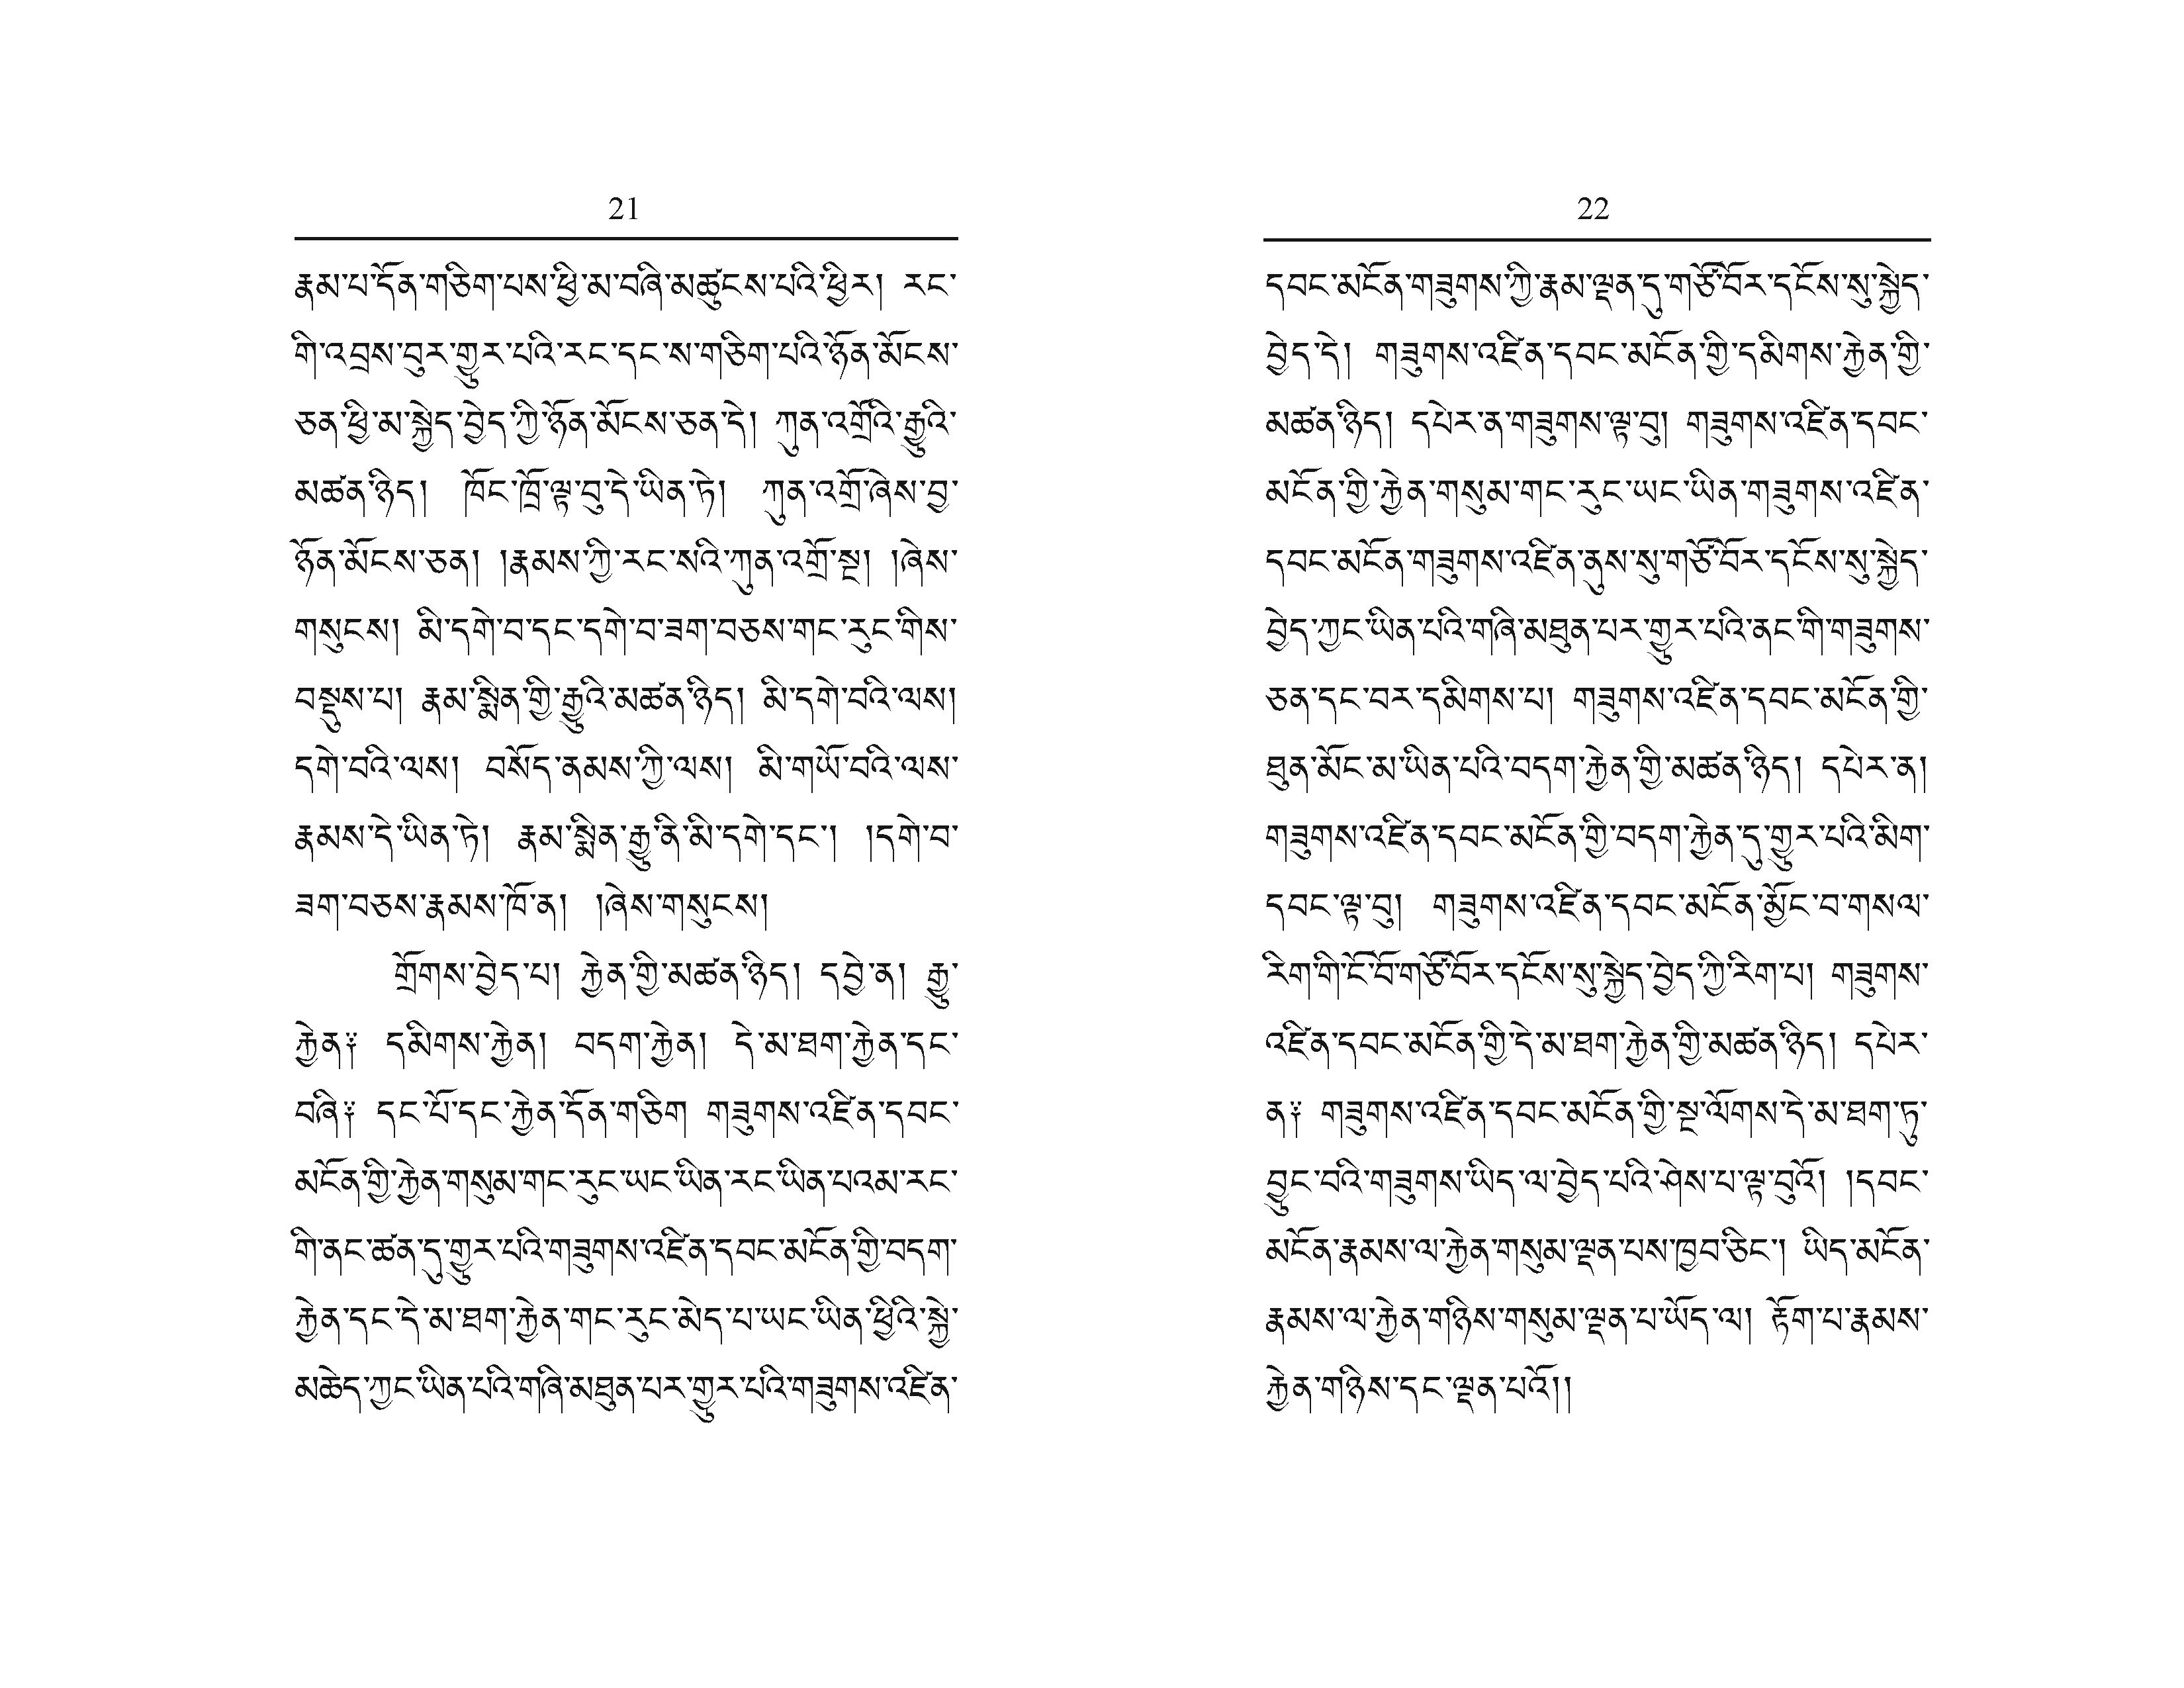 21
རྣམ་པ་དོན་གཅིག་པས་ཕྱི་མ་བཞི་མཚུངས་པའི་ཕྱིར། རང་
གི་འབྲས་བུར་གྱུར་པའི་རང་དང་ས་གཅིག་པའི་ཉོན་མོངས་
ཅན་ཕྱི་མ་སྐྱེད་བྱེད་ཀྱི་ཉོན་མོངས་ཅན་དེ། ཀུན་འགྲོའི་རྒྱུའི་
མཚན་ཉིད། ཁོང་ཁྲོ་ལྟ་བུ་དེ་ཡིན་ཏེ། ཀུན་འགྲོ་ཞེས་བྱ་
ཉོན་མོངས་ཅན། །རྣམས་ཀྱི་རང་སའི་ཀུན་འགྲོ་སྔ། །ཞེས་
གསུངས། མི་དགེ་བ་དང་དགེ་བ་ཟག་བཅས་གང་རུང་གིས་
བསྡུས་པ། རྣམ་སྨིན་གྱི་རྒྱུའི་མཚན་ཉིད། མི་དགེ་བའི་ལས།
དགེ་བའི་ལས། བསོད་ནམས་ཀྱི་ལས། མི་གཡོ་བའི་ལས་
རྣམས་དེ་ཡིན་ཏེ། རྣམ་སྨིན་རྒྱུ་ནི་མི་དགེ་དང་། །དགེ་བ་
ཟག་བཅས་རྣམས་ཁོ་ན། །ཞེས་གསུངས།
གྲོགས་བྱེད་པ། རྐྱེན་གྱི་མཚན་ཉིད། དབྱེ་ན། རྒྱུ་
རྐྱེན༑ དམིགས་རྐྱེན། བདག་རྐྱེན། དེ་མ་ཐག་རྐྱེན་དང་
བཞི༑ དང་པོ་དང་རྐྱེན་དོན་གཅིག གཟུགས་འཛིན་དབང་
མངོན་གྱི་རྐྱེན་གསུམ་གང་རུང་ཡང་ཡིན་རང་ཡིན་པའམ་རང་
གི་ནང་ཚན་དུ་གྱུར་པའི་གཟུགས་འཛིན་དབང་མངོན་གྱི་བདག་
རྐྱེན་དང་དེ་མ་ཐག་རྐྱེན་གང་རུང་མེད་པ་ཡང་ཡིན་ཕྱིའི་སྐྱེ་
མཆེད་ཀྱང་ཡིན་པའི་གཞི་མཐུན་པར་གྱུར་པའི་གཟུགས་འཛིན་
22
དབང་མངོན་གཟུགས་ཀྱི་རྣམ་ལྡན་དུ་གཙོ་བོར་དངོས་སུ་སྐྱེད་
བྱེད་དེ། གཟུགས་འཛིན་དབང་མངོན་གྱི་དམིགས་རྐྱེན་གྱི་
མཚན་ཉིད། དཔེར་ན་གཟུགས་ལྟ་བུ། གཟུགས་འཛིན་དབང་
མངོན་གྱི་རྐྱེན་གསུམ་གང་རུང་ཡང་ཡིན་གཟུགས་འཛིན་
དབང་མངོན་གཟུགས་འཛིན་ནུས་སུ་གཙོ་བོར་དངོས་སུ་སྐྱེད་
བྱེད་ཀྱང་ཡིན་པའི་གཞི་མཐུན་པར་གྱུར་པའི་ནང་གི་གཟུགས་
ཅན་དང་བར་དམིགས་པ། གཟུགས་འཛིན་དབང་མངོན་གྱི་
ཐུན་མོང་མ་ཡིན་པའི་བདག་རྐྱེན་གྱི་མཚན་ཉིད། དཔེར་ན།
གཟུགས་འཛིན་དབང་མངོན་གྱི་བདག་རྐྱེན་དུ་གྱུར་པའི་མིག་
དབང་ལྟ་བུ། གཟུགས་འཛིན་དབང་མངོན་མྱོང་བ་གསལ་
རིག་གི་ངོ་བོ་གཙོ་བོར་དངོས་སུ་སྐྱེད་བྱེད་ཀྱི་རིག་པ། གཟུགས་
འཛིན་དབང་མངོན་གྱི་དེ་མ་ཐག་རྐྱེན་གྱི་མཚན་ཉིད། དཔེར་
ན༑ གཟུགས་འཛིན་དབང་མངོན་གྱི་སྔ་ལོགས་དེ་མ་ཐག་ཏུ་
བྱུང་བའི་གཟུགས་ཡིད་ལ་བྱེད་པའི་ཤེས་པ་ལྟ་བུའོ། །དབང་
མངོན་རྣམས་ལ་རྐྱེན་གསུམ་ལྡན་པས་ཁྱབ་ཅིང་། ཡིད་མངོན་
རྣམས་ལ་རྐྱེན་གཉིས་གསུམ་ལྡན་པ་ཡོད་ལ། རྟོག་པ་རྣམས་
རྐྱེན་གཉིས་དང་ལྡན་པའོ།།